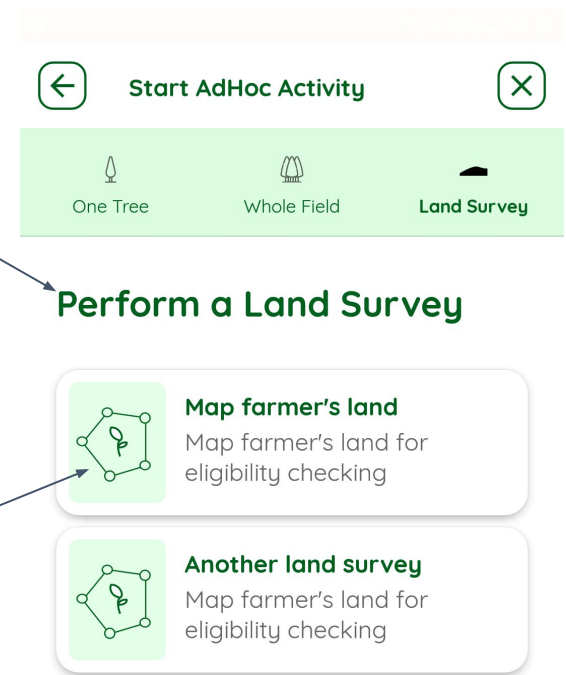 Start AdHoc Activity
One Tree
Whole Field
Land Survey
Perform a Land Survey
Map farmer's land
Map farmer's land for
eligibility checking
Another land survey
Map farmer's land for
eligibility checking